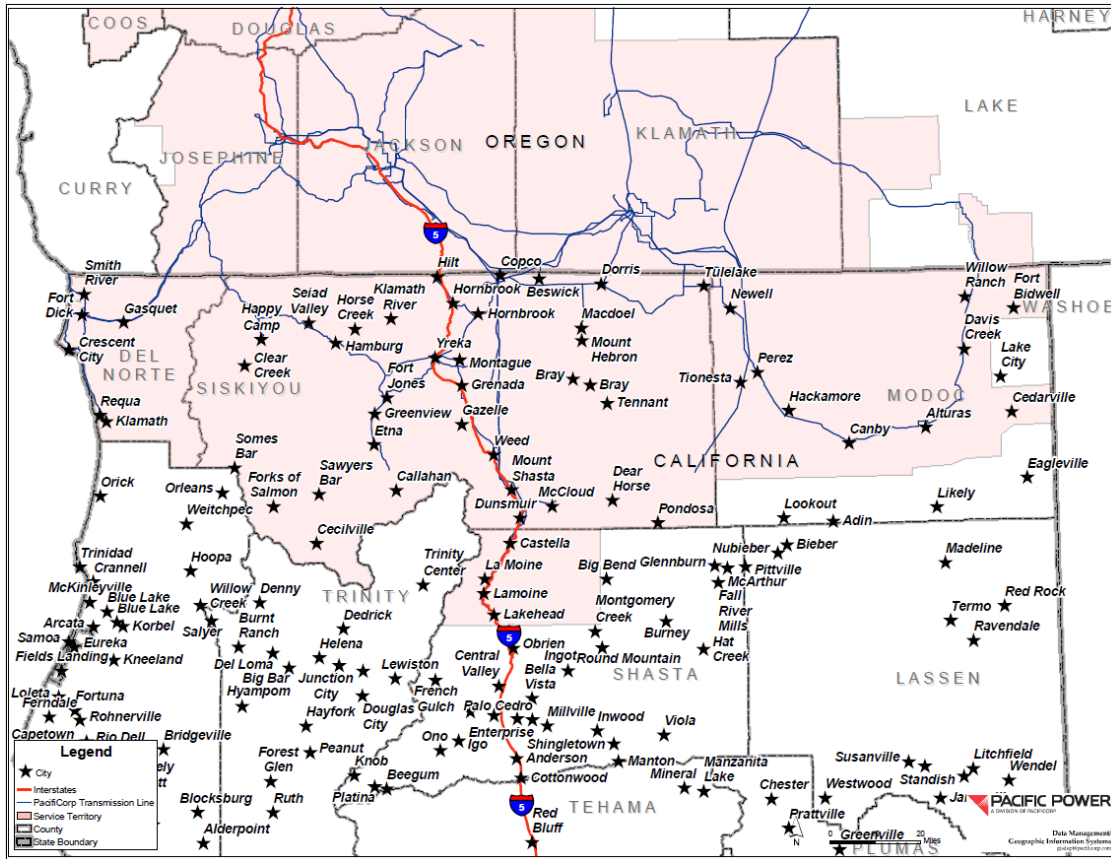 COOS
DOUGLAS
HARNEY
LAKE
KLAMATH
OREGON
JACKSON
JOSEPHINE
CURRY
5
Smith
River
Fort
Dick
Gasquet
Crescent
City
DEL
NORTE
Requa
Klamath
Happy
Camp
Seiad
Valley
Horse
Creek
Klamath
River
Hamburg
Clear
Creek
SISKIYOU
Hilt
Copco
Hornbrook
Hornbrook
Beswick
Dorris
Macdoel
Mount
Hebron
Yreka
Montague
Fort
Jones
Grenada
Greenview
Gazelle
Etna
Bray
Bray
Tennant
Tulelake
Newell
Perez
Tionesta
Hackamore
MODOC
Alturas
Canby
Willow
Ranch
Fort
Bidwell
WASHOE
Davis
Creek
Lake
City
Cedarville
Eagleville
Weed
Mount
Shasta
McCloud
Dunsmuir
Dear
Horse
CALIFORNIA
Pondosa
Lookout
Adin
Likely
Somes
Bar
Forks of
Salmon
Sawyers
Bar
Callahan
Cecilville
Orick
Orleans
Weitchpec
Hoopa
Trinidad
Crannell
McKinleyville
Blue Lake
Blue Lake
Arcata
Korbel
Samoa
Eureka
Fields Landing
Kneeland
Willow
Creek
Salyer
Denny
Burnt
Ranch
TRINITY
Dedrick
Trinity
Center
Helena
Del Loma
Big Bar
Junction
City
Hyampom
Lewiston
Douglas
City
Hayfork
French
Gulch
Castella
La Moine
Lamoine
Lakehead
5
Obrien
Central
Valley
Bella
Vista
Ingot
Round Mountain
Montgomery
Creek
Big Bend
Glennburn
Nubieber
Bieber
Pittville
McArthur
Fall
River
Mills
Burney
Hat
Creek
SHASTA
Madeline
Red Rock
Termo
Ravendale
LASSEN
Loleta
Fortuna
Ferndale
Rohnerville
Capetown
Rio Dell
Bridgeville
Forest
Glen
Peanut
Knob
Platina
Beegum
Ruth
Blocksburg
Alderpoint
Palo Cedro
Millville
Inwood
Viola
Ono
Igo
Enterprise
Shingletown
Anderson
Manton
Cottonwood
Mineral
Manzanita
Lake
TEHAMA
5
Red
Bluff
Chester
Westwood
Prattville
Greenville
PLUMAS
Susanville
Standish
Litchfield
Wendel
Legend
City
Interstates
PacifiCorp Transmission Line
Service Territory
County
State Boundary
PACIFIC POWER
A DIVISION OF PACIFICORP
0 10 20
Miles
N
Data Management/
Geographic Information Systems